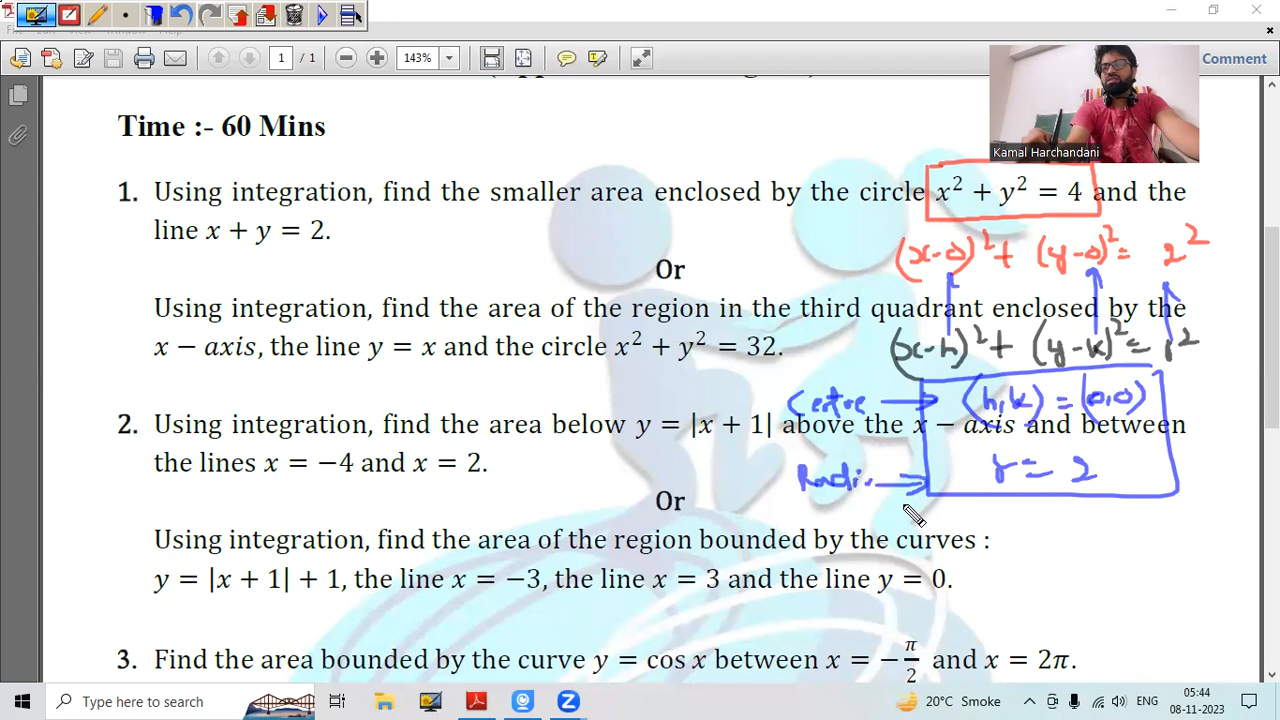 1 / 1
143%
Comment
Kamal Harchandani
Time :- 60 Mins
1. Using integration, find the smaller area enclosed by the circle x² + y² = 4 and the
line x + y = 2.
(x-0)² + (y-0)² = 2²
Or
Using integration, find the area of the region in the third quadrant enclosed by the
x − axis, the line y = x and the circle x² + y² = 32.
(x-h)² + (y-k)² = r²
Centre → (h,k) = (0,0)
2. Using integration, find the area below y = |x + 1| above the x − axis and between
the lines x = −4 and x = 2.
r = 2
Or
Using integration, find the area of the region bounded by the curves :
y = |x + 1| + 1, the line x = −3, the line x = 3 and the line y = 0.
3. Find the area bounded by the curve y = cos x between x = −π/2 and x = 2π.
Type here to search
20°C Smoke
ENG
05:44
08-11-2023